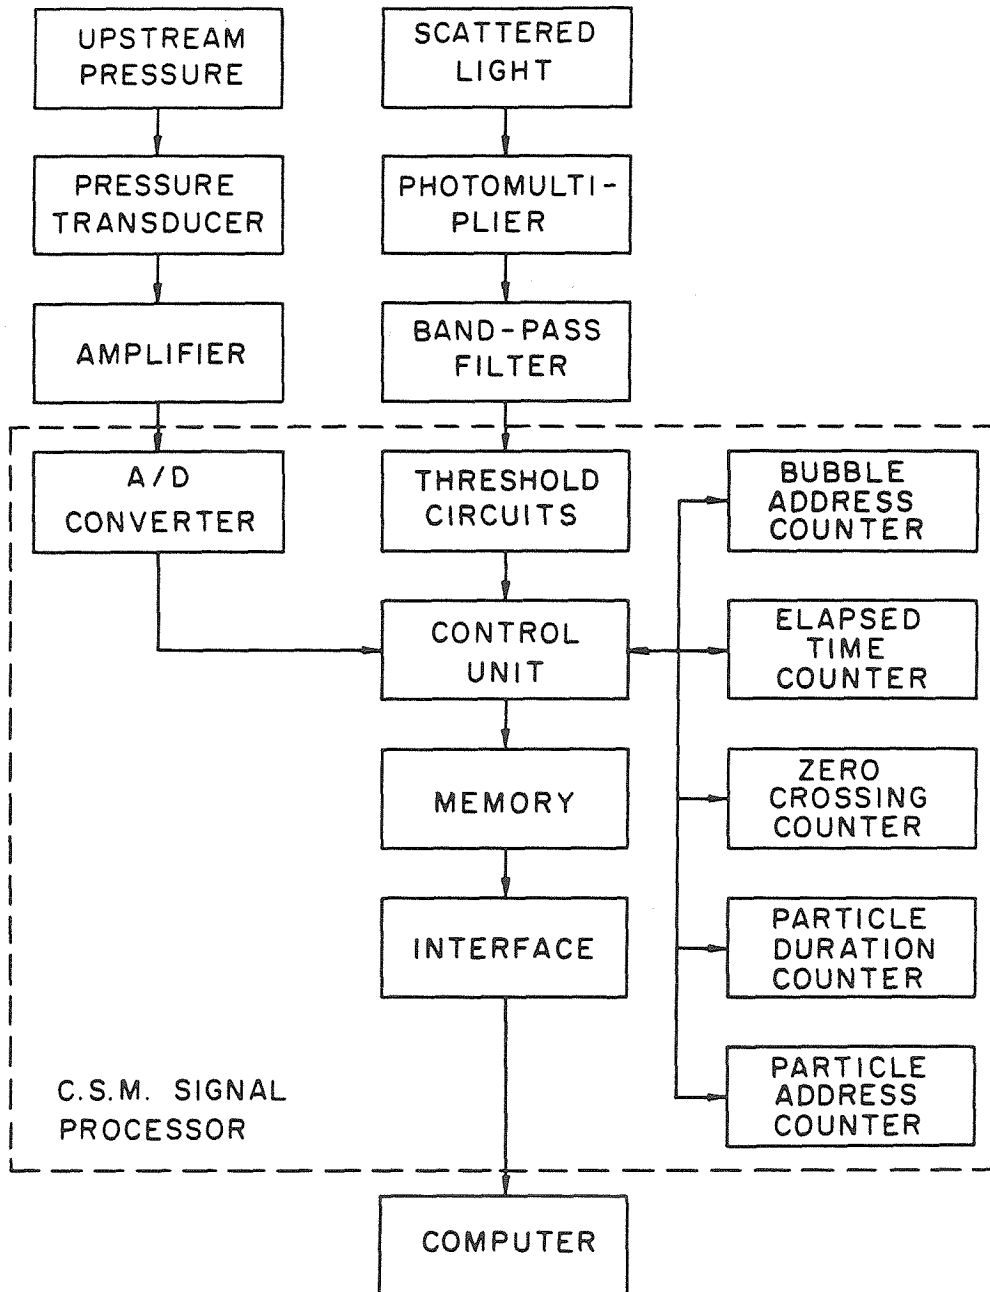 UPSTREAM
PRESSURE
SCATTERED
LIGHT
PRESSURE
TRANSDUCER
PHOTOMULTI-
PLIER
AMPLIFIER
BAND-PASS
FILTER
A/D
CONVERTER
THRESHOLD
CIRCUITS
BUBBLE
ADDRESS
COUNTER
CONTROL
UNIT
ELAPSED
TIME
COUNTER
MEMORY
ZERO
CROSSING
COUNTER
INTERFACE
PARTICLE
DURATION
COUNTER
C.S.M. SIGNAL
PROCESSOR
PARTICLE
ADDRESS
COUNTER
COMPUTER